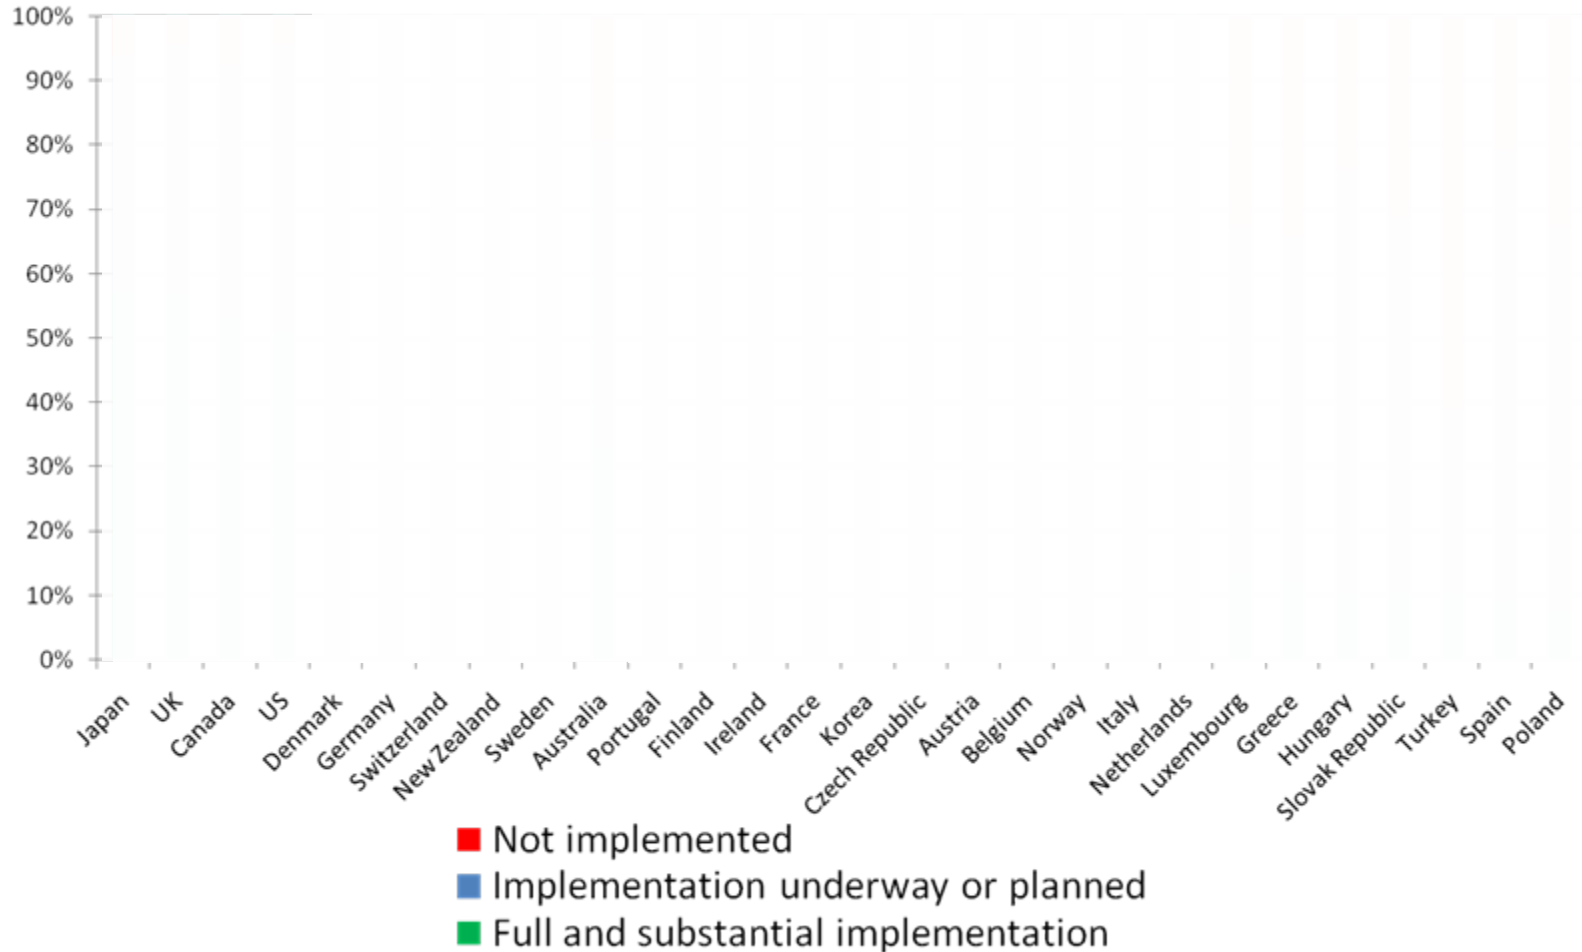 100%
90%
80%
70%
60%
50%
40%
30%
20%
10%
0%
Japan
UK
Canada
US
Denmark
Germany
Switzerland
New Zealand
Sweden
Australia
Portugal
Finland
Ireland
France
Korea
Czech Republic
Austria
Belgium
Norway
Italy
Netherlands
Luxembourg
Greece
Hungary
Slovak Republic
Turkey
Spain
Poland
Not implemented
Implementation underway or planned
Full and substantial implementation